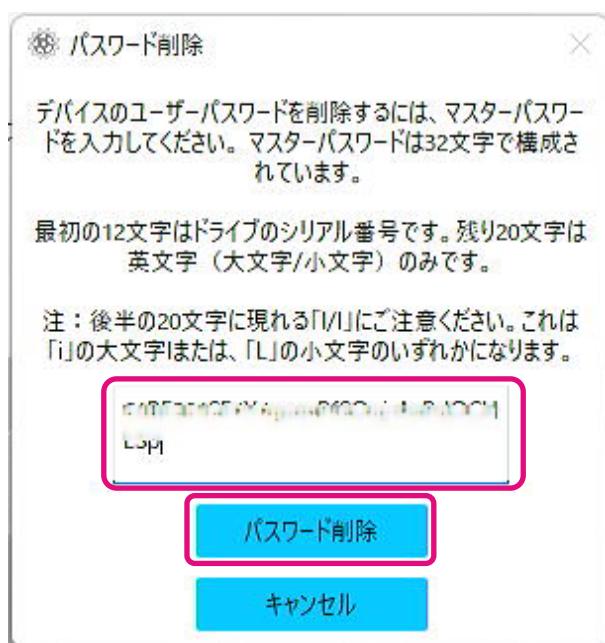 パスワード削除
デバイスのユーザーパスワードを削除するには、マスターパスワー
ドを入力してください。マスターパスワードは32文字で構成さ
れています。
最初の12文字はドライブのシリアル番号です。残り20文字は
英文字（大文字/小文字）のみです。
注：後半の20文字に現れる「I/l」にご注意ください。これは
「i」の大文字Iまたは、「L」の小文字のいずれかになります。
パスワード削除
キャンセル